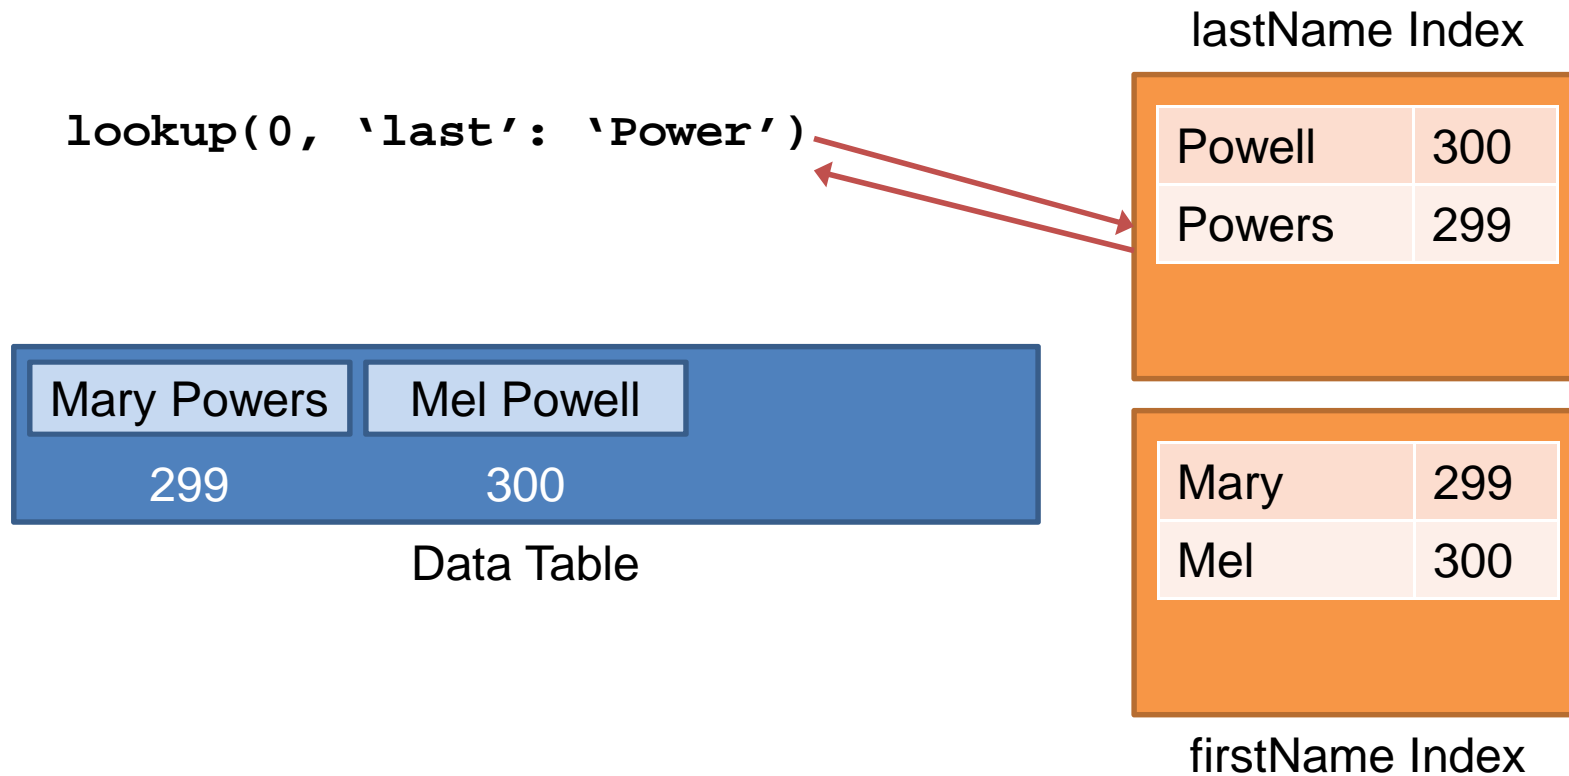 lastName Index
lookup(0, ‘last’: ‘Power’)
Powell 300
Powers 299
Mary Powers Mel Powell
299 300
Data Table
Mary 299
Mel 300
firstName Index